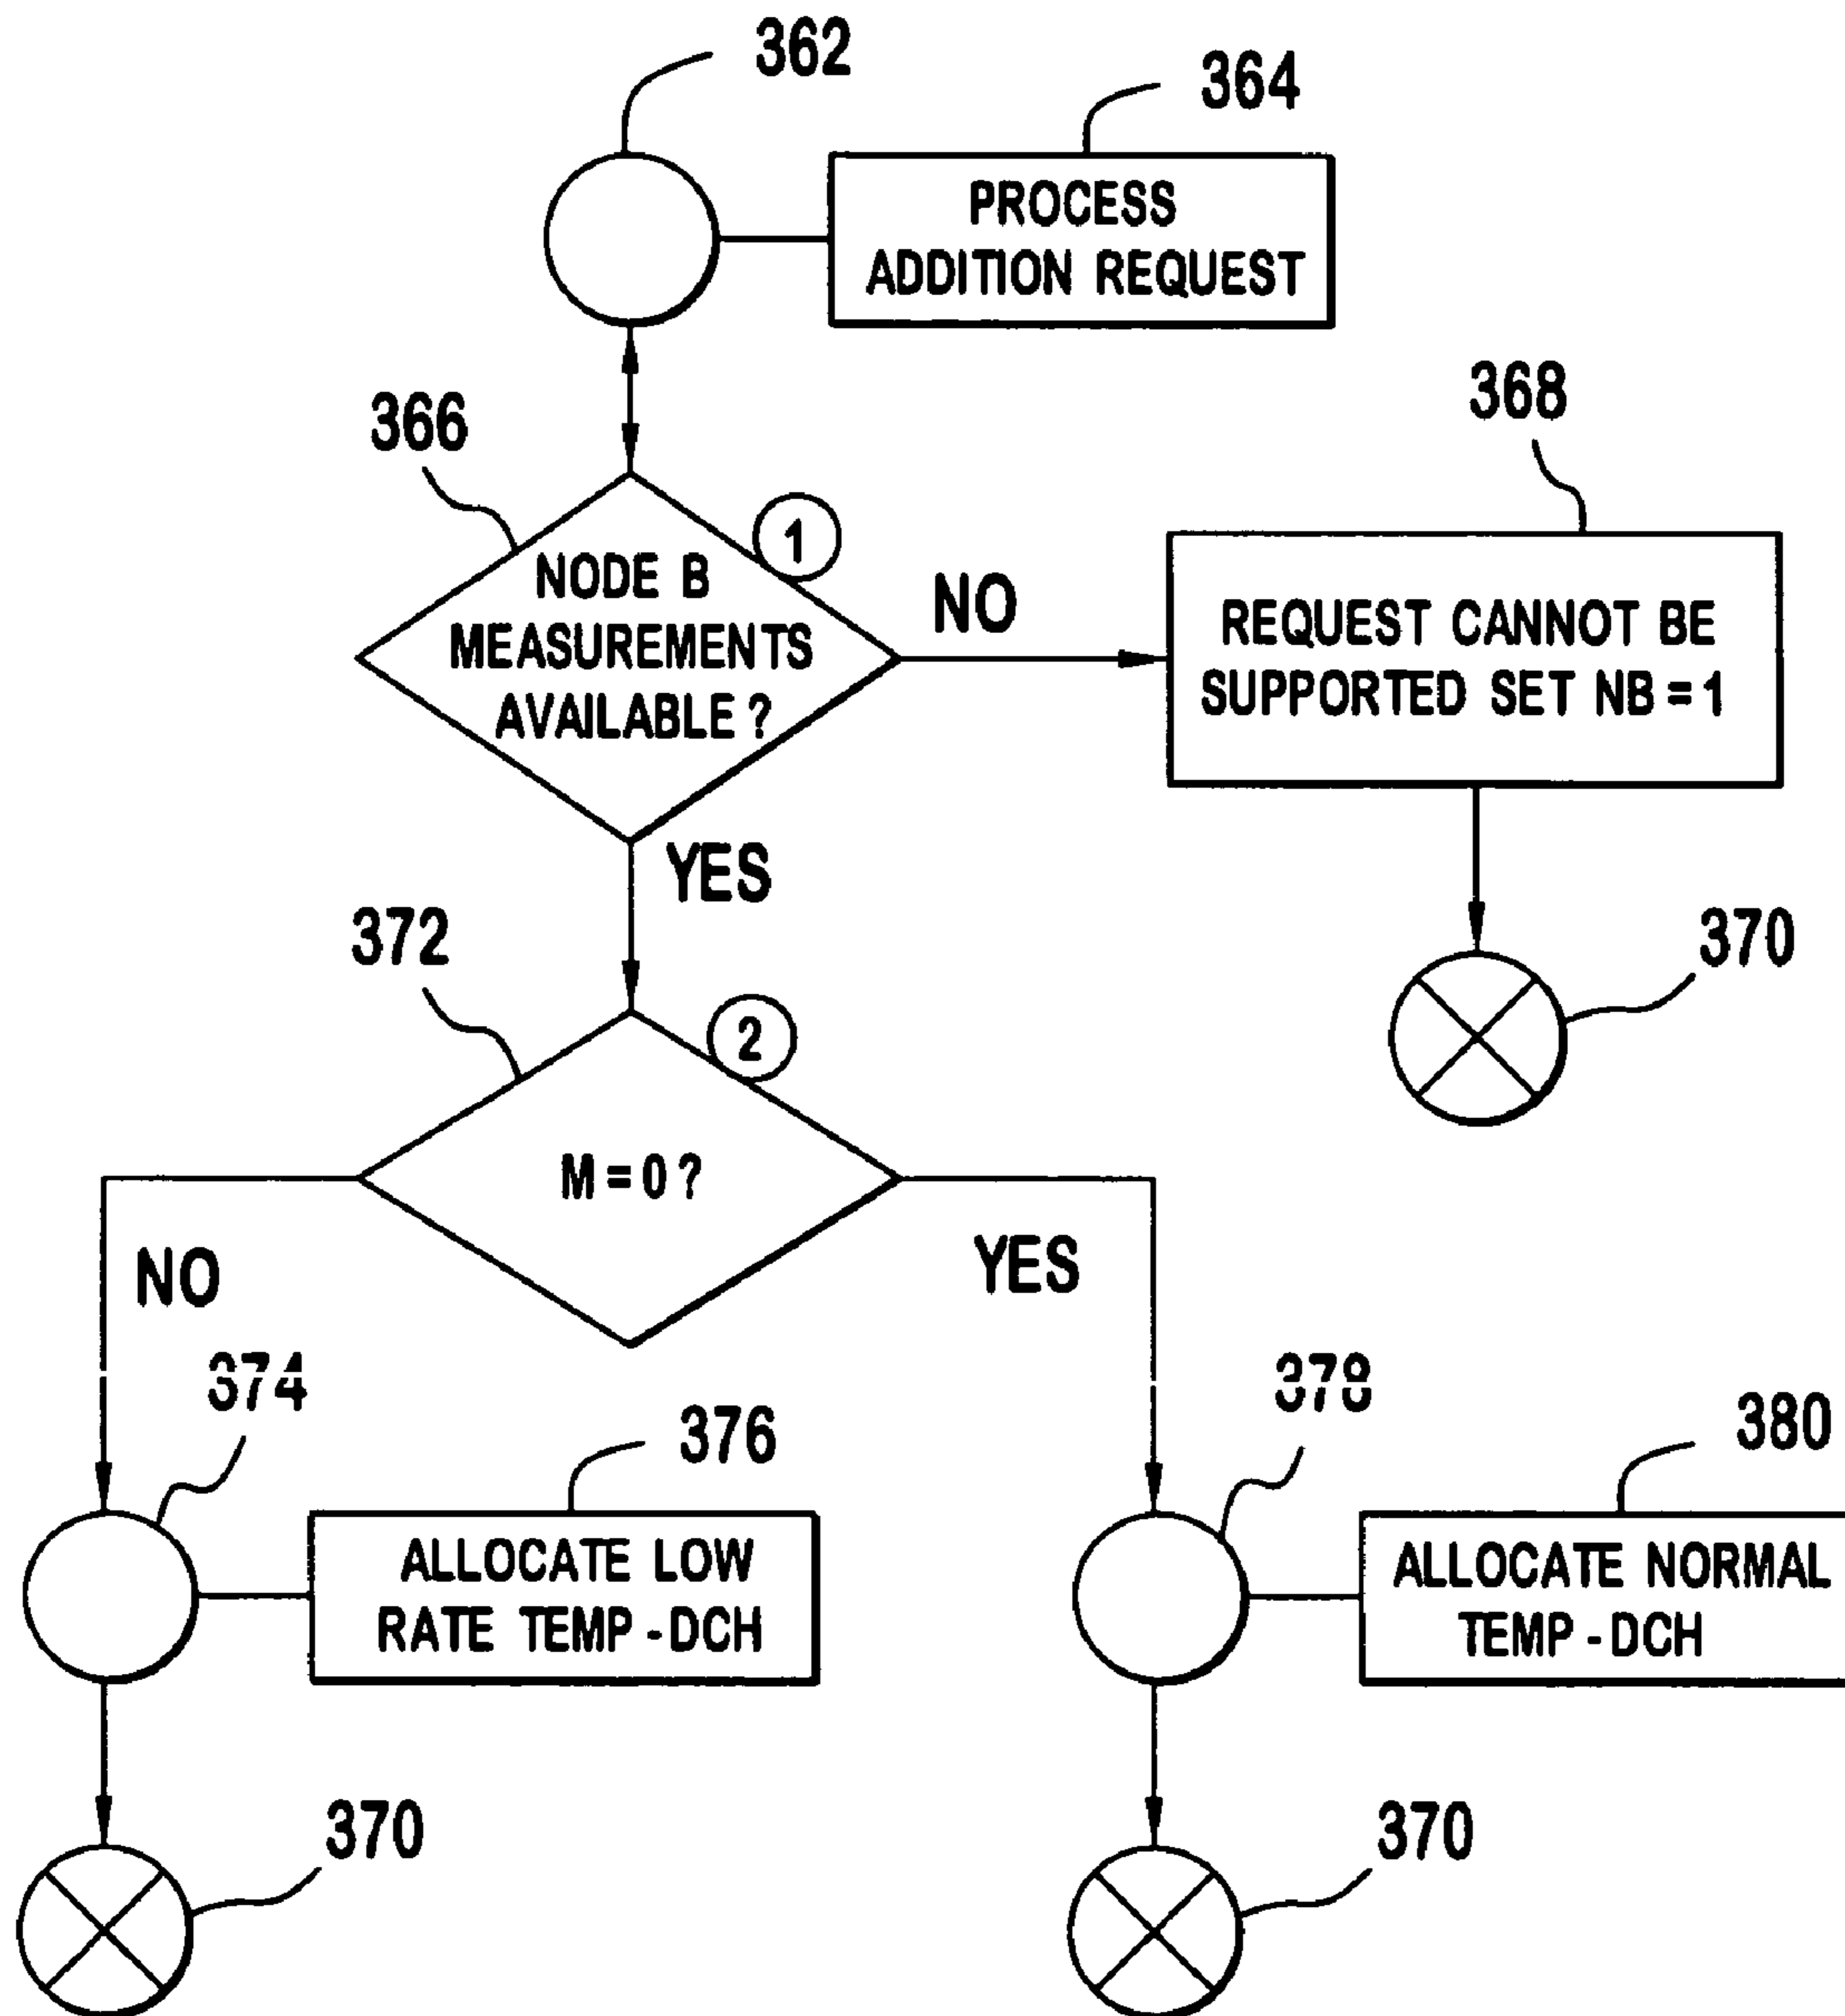 362
364
PROCESS
ADDITION REQUEST
366
368
1
NODE B
MEASUREMENTS
AVAILABLE ?
NO
REQUEST CANNOT BE
SUPPORTED SET NB = 1
YES
372
370
2
M = 0 ?
NO
YES
374
378
376
380
ALLOCATE LOW
RATE TEMP - DCH
ALLOCATE NORMAL
TEMP - DCH
370
370